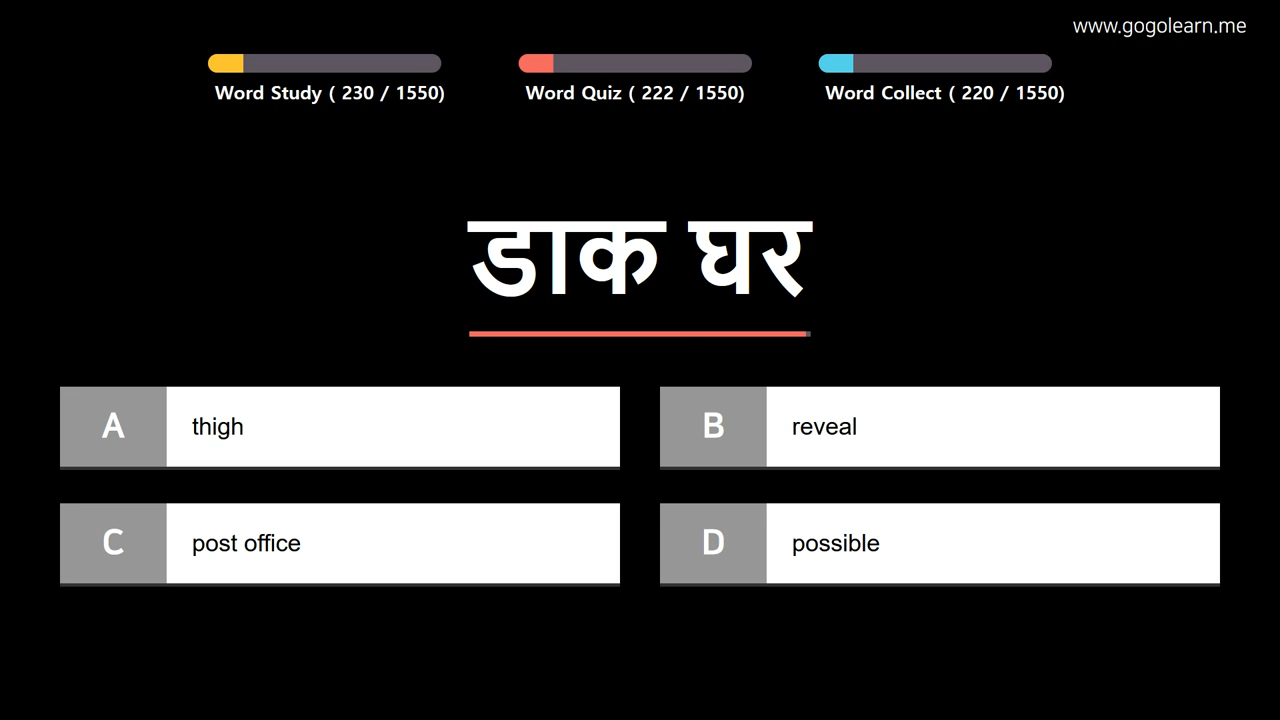 www.gogolearn.me
Word Study ( 230 / 1550)
Word Quiz ( 222 / 1550)
Word Collect ( 220 / 1550)
डाक घर
A thigh
B reveal
C post office
D possible